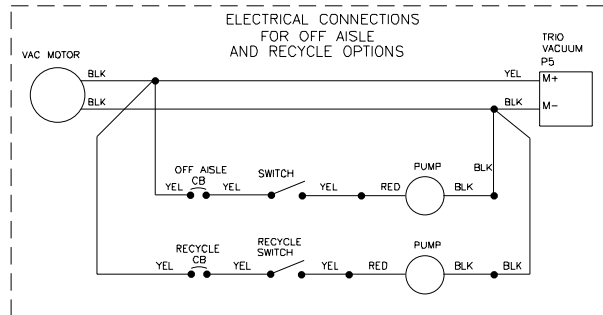 ELECTRICAL CONNECTIONS
FOR OFF AISLE
AND RECYCLE OPTIONS
TRIO
VACUUM
P5
VAC MOTOR
BLK
YEL
M+
BLK
BLK
M-
OFF AISLE
CB
SWITCH
PUMP
BLK
YEL
YEL
YEL
RED
BLK
RECYCLE
CB
RECYCLE
SWITCH
PUMP
YEL
YEL
YEL
RED
BLK
BLK